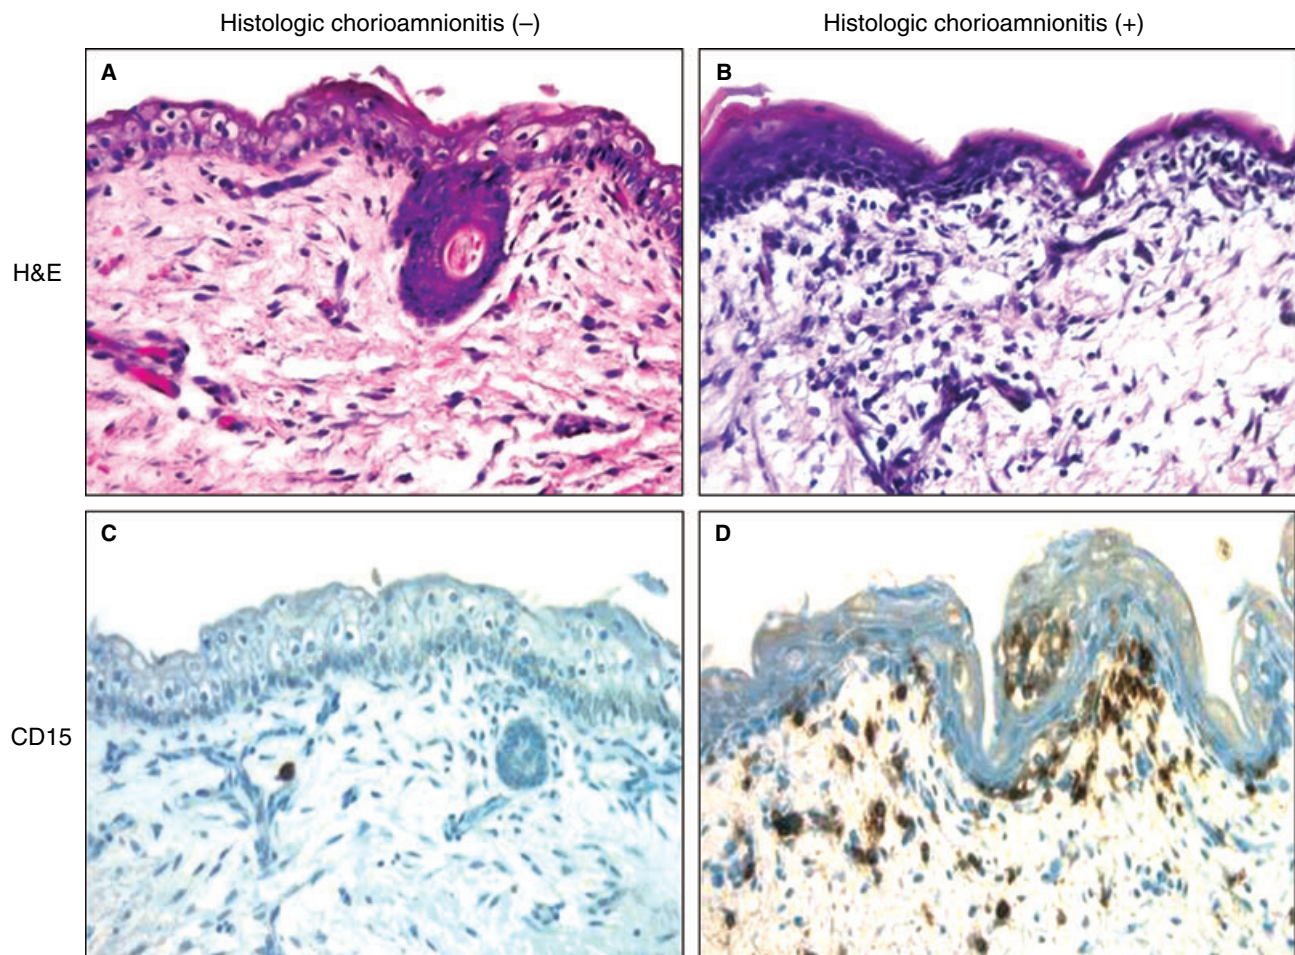 Histologic chorioamnionitis (–)
Histologic chorioamnionitis (+)
A
B
H&E
C
D
CD15